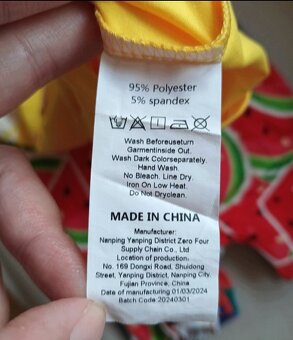 95% Polyester
5% spandex
Wash Beforeuseturn
Garmentinside Out.
Wash Dark Colorseparately.
Hand Wash
No Bleach. Line Dry.
Iron On Low Heat.
Do Not Dryclean.
MADE IN CHINA
Manufacturer:
Nanping Yanping District Zero Four
Supply Chain Co., Ltd
Location of production:
No. 169 Dongxi Road, Shuidong
Street, Yanping District, Nanping City.
Fujian Province, China
Date of manufacturing 01/03/2024
Batch Code:20240301